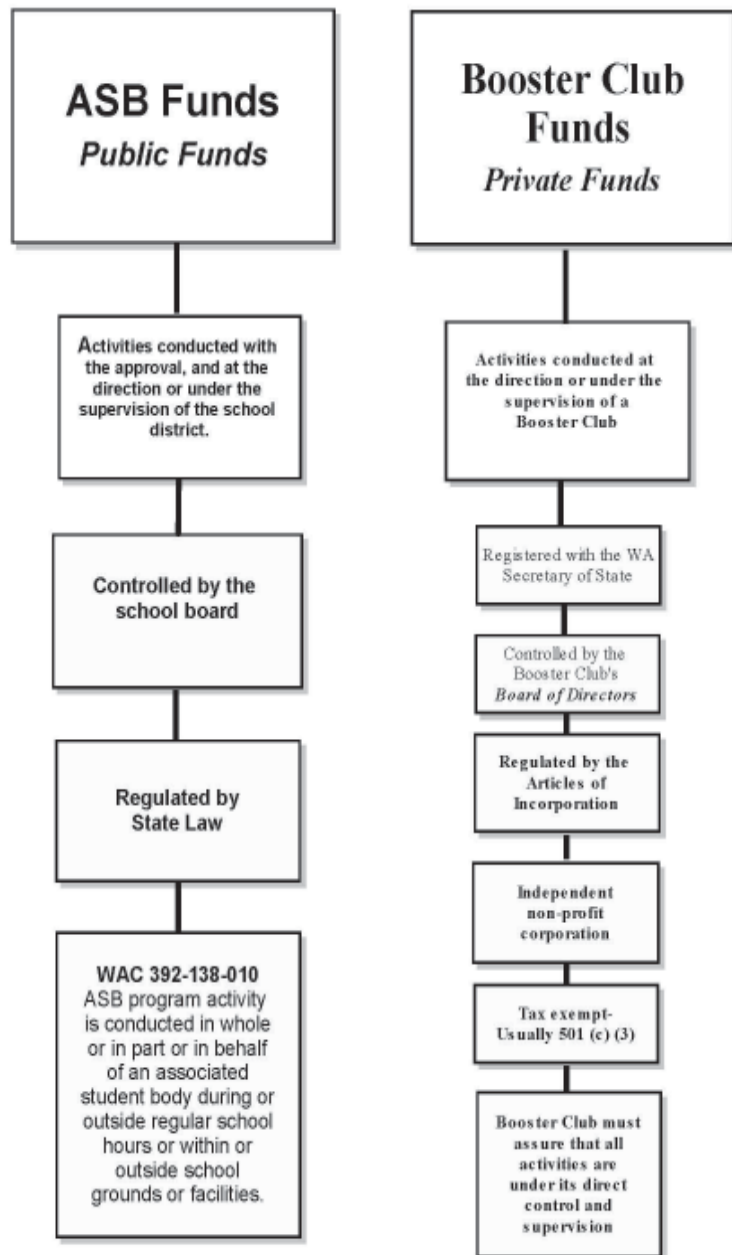 ASB Funds
Public Funds
Activities conducted with
the approval, and at the
direction or under the
supervision of the school
district.
Controlled by the
school board
Regulated by
State Law
WAC 392-138-010
ASB program activity
is conducted in whole
or in part or in behalf
of an associated
student body during or
outside regular school
hours or within or
outside school
grounds or facilities.
Booster Club
Funds
Private Funds
Activities conducted at
the direction or under the
supervision of a
Booster Club
Registered with the WA
Secretary of State
Controlled by the
Booster Club's
Board of Directors
Regulated by the
Articles of
Incorporation
Independent
non-profit
corporation
Tax exempt-
Usually 501 (c) (3)
Booster Club must
assure that all
activities are
under its direct
control and
supervision